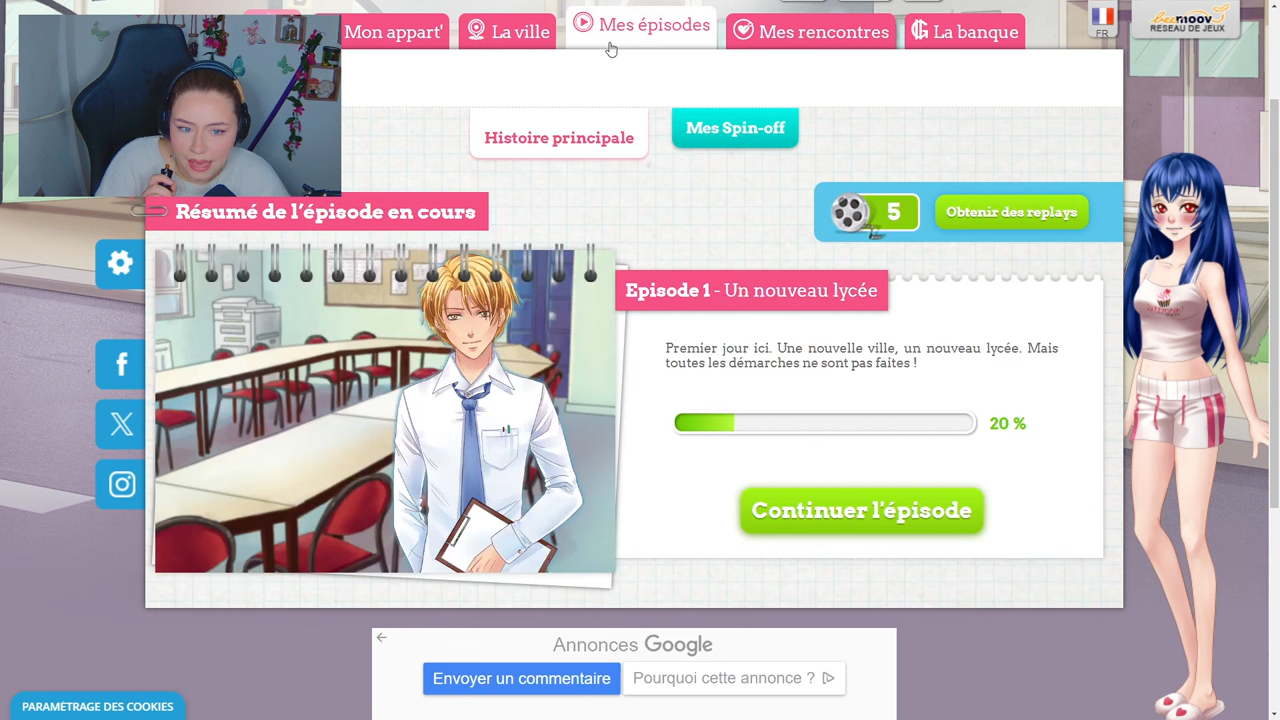 Mon appart'
La ville
Mes épisodes
Mes rencontres
La banque
FR
beemoov
RESEAU DE JEUX
Histoire principale
Mes Spin-off
Résumé de l’épisode en cours
5
Obtenir des replays
Episode 1 - Un nouveau lycée
Premier jour ici. Une nouvelle ville, un nouveau lycée. Mais
toutes les démarches ne sont pas faites !
20 %
Continuer l'épisode
Annonces Google
Envoyer un commentaire
Pourquoi cette annonce ?
PARAMÉTRAGE DES COOKIES